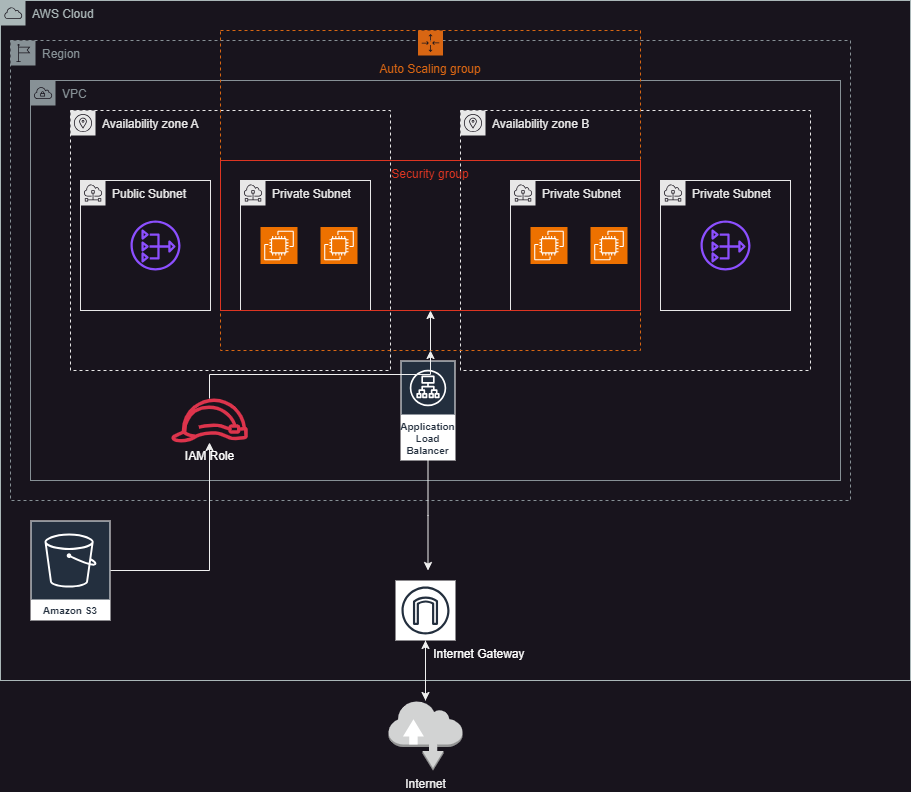 AWS Cloud
Region
Auto Scaling group
VPC
Availability zone A
Availability zone B
Security group
Public Subnet
Private Subnet
Private Subnet
Private Subnet
Application
Load
Balancer
IAM Role
Amazon S3
Internet Gateway
Internet